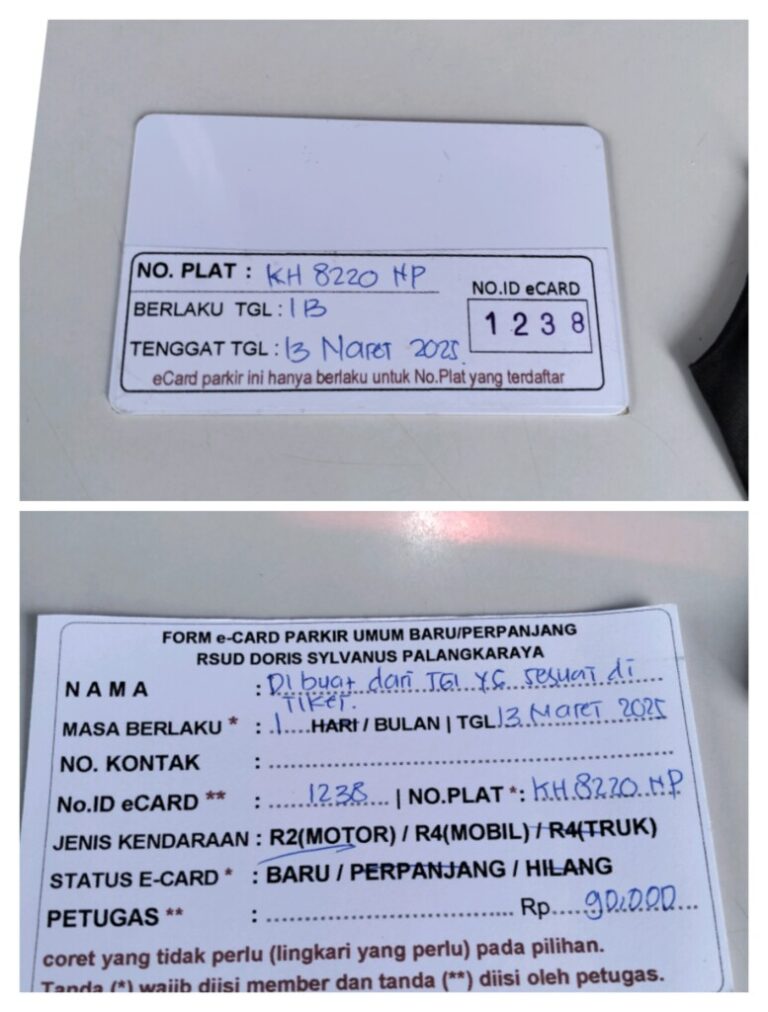 NO. PLAT : KH 8220 NP
BERLAKU TGL : 1 B
NO.ID eCARD
1238
TENGGAT TGL : 13 Maret 2025
eCard parkir ini hanya berlaku untuk No.Plat yang terdaftar
FORM e-CARD PARKIR UMUM BARU/PERPANJANG
RSUD DORIS SYLVANUS PALANGKARAYA
NAMA : Dibuat dari TGl YG sesuai di
TIKET.
MASA BERLAKU * : 1 HARI / BULAN | TGL 13 Maret 2025
NO. KONTAK :
No.ID eCARD ** : 1238 | NO.PLAT *: KH 8220 NP
JENIS KENDARAAN : R2(MOTOR) / R4(MOBIL) / R4(TRUK)
STATUS E-CARD * : BARU / PERPANJANG / HILANG
PETUGAS ** : Rp 90.000
coret yang tidak perlu (lingkari yang perlu) pada pilihan.
Tanda (*) wajib diisi member dan tanda (**) diisi oleh petugas.